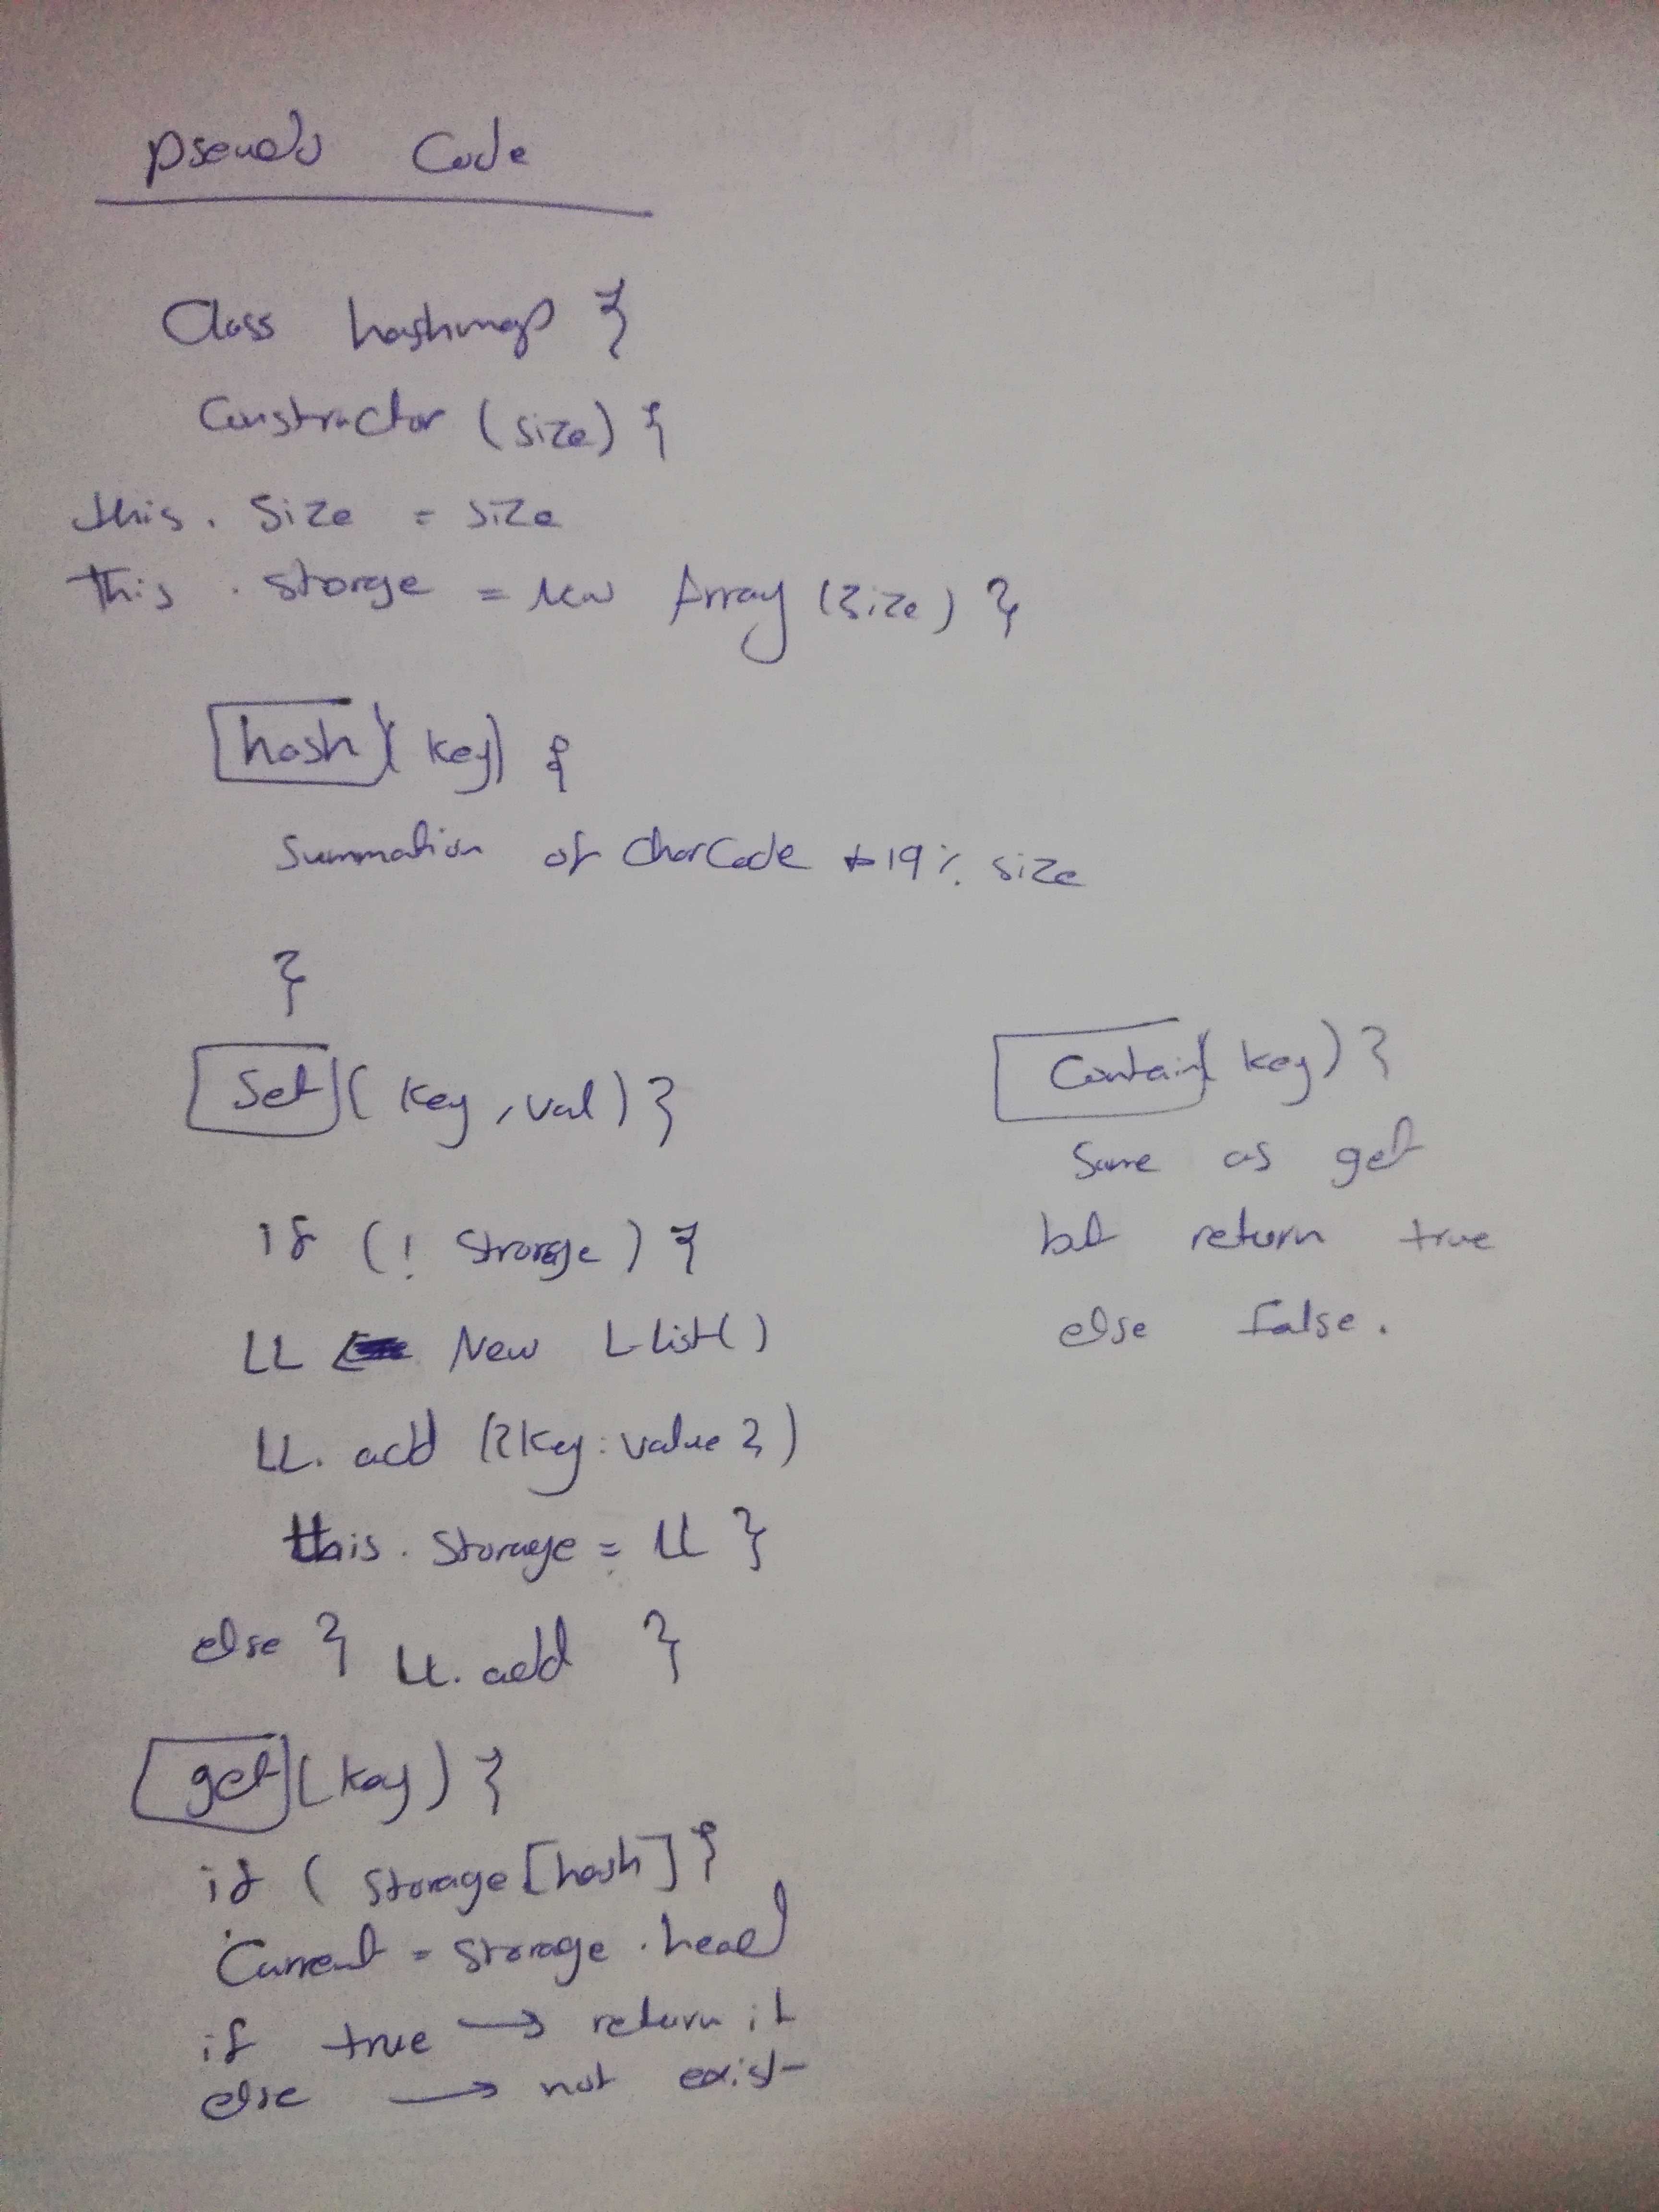 pseudo Code
Class hashmap {
Constructor (size) {
this. Size = size
this . storge = new Array (size) }
hash (key) {
Summation of CharCode * 19 % size
}
Set (key, val) {
if (! Strorage) {
LL New LList()
LL. add ({key: value})
this. Storage = LL }
else { LL. add }
get (key) {
if ( Storage [hash] {
Current = Storage . head
if true → return it
else → not exist
Contain( key) {
Same as get
but return true
else false.